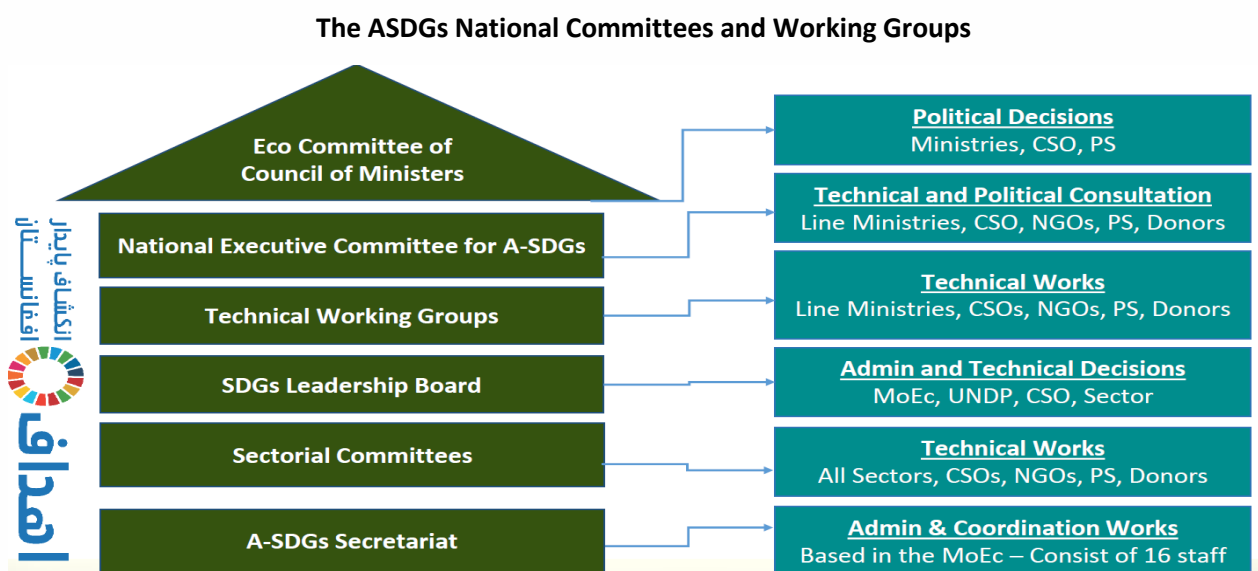 The ASDGs National Committees and Working Groups
Eco Committee of
Council of Ministers
Political Decisions
Ministries, CSO, PS
National Executive Committee for A-SDGs
Technical and Political Consultation
Line Ministries, CSO, NGOs, PS, Donors
Technical Working Groups
Technical Works
Line Ministries, CSOs, NGOs, PS, Donors
SDGs Leadership Board
Admin and Technical Decisions
MoEc, UNDP, CSO, Sector
Sectorial Committees
Technical Works
All Sectors, CSOs, NGOs, PS, Donors
A-SDGs Secretariat
Admin & Coordination Works
Based in the MoEc – Consist of 16 staff
اهداف
انکشاف پایدار
افغانســـتان